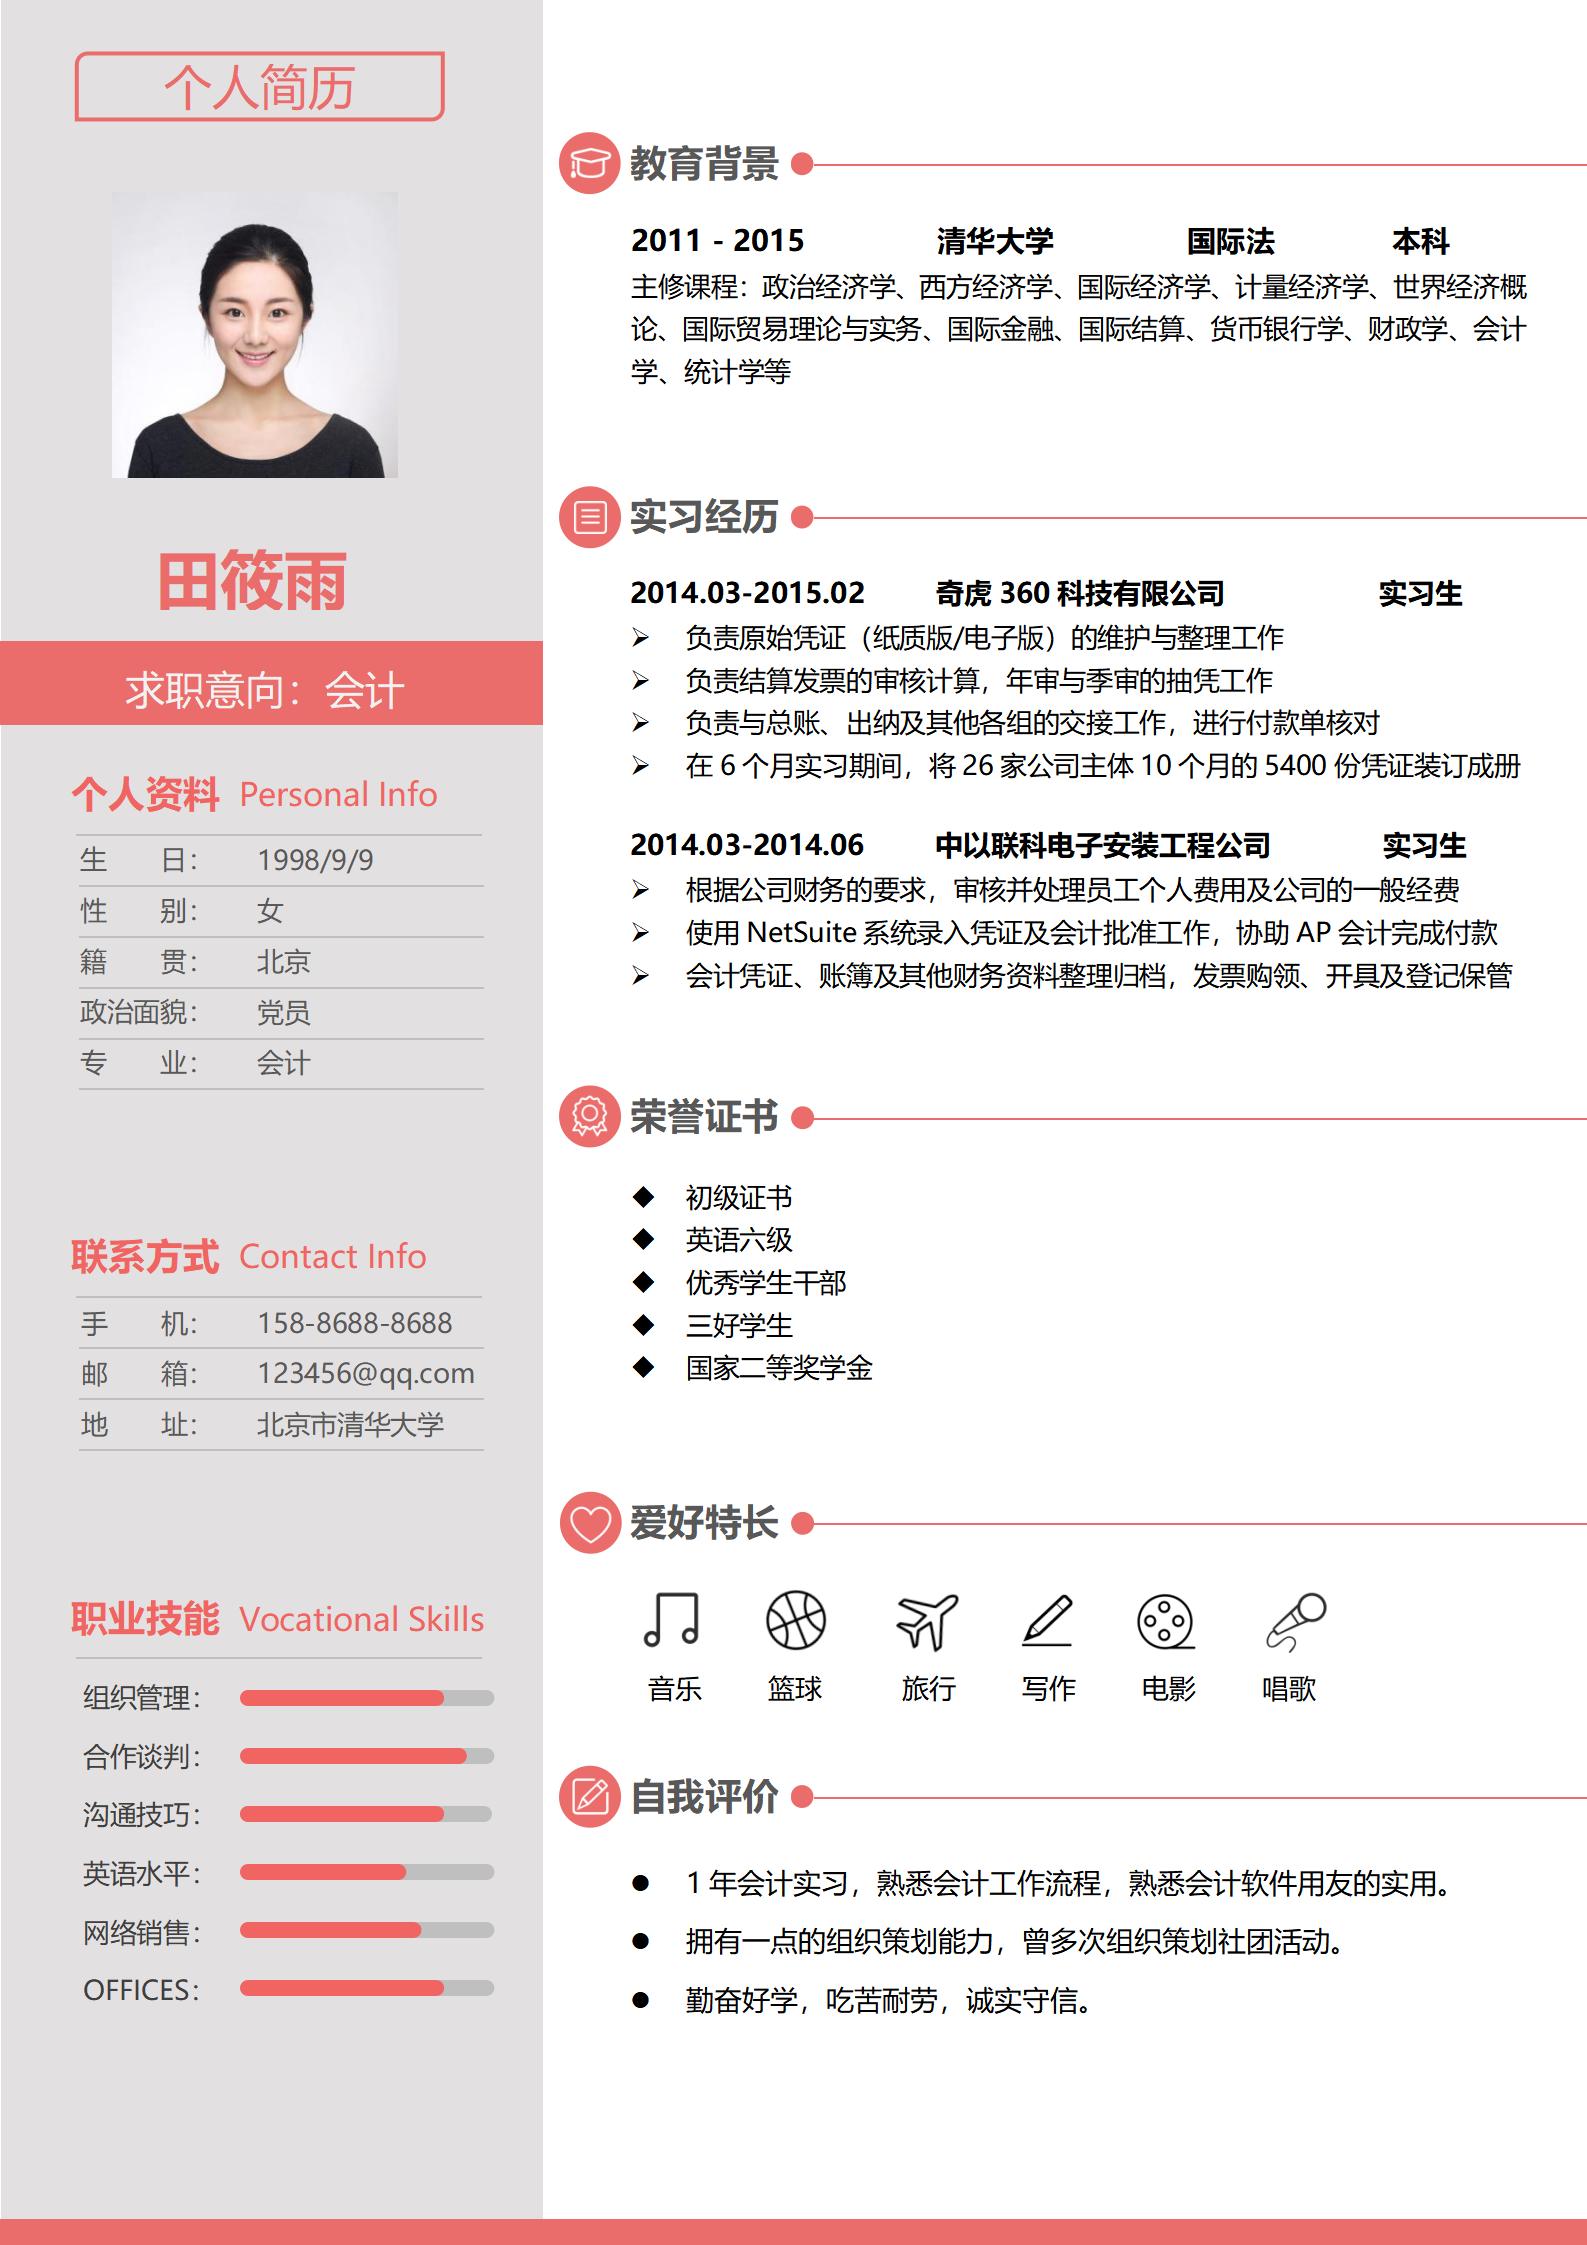 个人简历
田筱雨
求职意向：会计
个人资料 Personal Info
生 日： 1998/9/9
性 别： 女
籍 贯： 北京
政治面貌： 党员
专 业： 会计
联系方式 Contact Info
手 机： 158-8688-8688
邮 箱： 123456@qq.com
地 址： 北京市清华大学
职业技能 Vocational Skills
组织管理：
合作谈判：
沟通技巧：
英语水平：
网络销售：
OFFICES：
教育背景
2011 - 2015 清华大学 国际法 本科
主修课程：政治经济学、西方经济学、国际经济学、计量经济学、世界经济概
论、国际贸易理论与实务、国际金融、国际结算、货币银行学、财政学、会计
学、统计学等
实习经历
2014.03-2015.02 奇虎 360 科技有限公司 实习生
➢ 负责原始凭证（纸质版/电子版）的维护与整理工作
➢ 负责结算发票的审核计算，年审与季审的抽凭工作
➢ 负责与总账、出纳及其他各组的交接工作，进行付款单核对
➢ 在 6 个月实习期间，将 26 家公司主体 10 个月的 5400 份凭证装订成册
2014.03-2014.06 中以联科电子安装工程公司 实习生
➢ 根据公司财务的要求，审核并处理员工个人费用及公司的一般经费
➢ 使用 NetSuite 系统录入凭证及会计批准工作，协助 AP 会计完成付款
➢ 会计凭证、账簿及其他财务资料整理归档，发票购领、开具及登记保管
荣誉证书
◆ 初级证书
◆ 英语六级
◆ 优秀学生干部
◆ 三好学生
◆ 国家二等奖学金
爱好特长
音乐 篮球 旅行 写作 电影 唱歌
自我评价
● 1 年会计实习，熟悉会计工作流程，熟悉会计软件用友的实用。
● 拥有一点的组织策划能力，曾多次组织策划社团活动。
● 勤奋好学，吃苦耐劳，诚实守信。